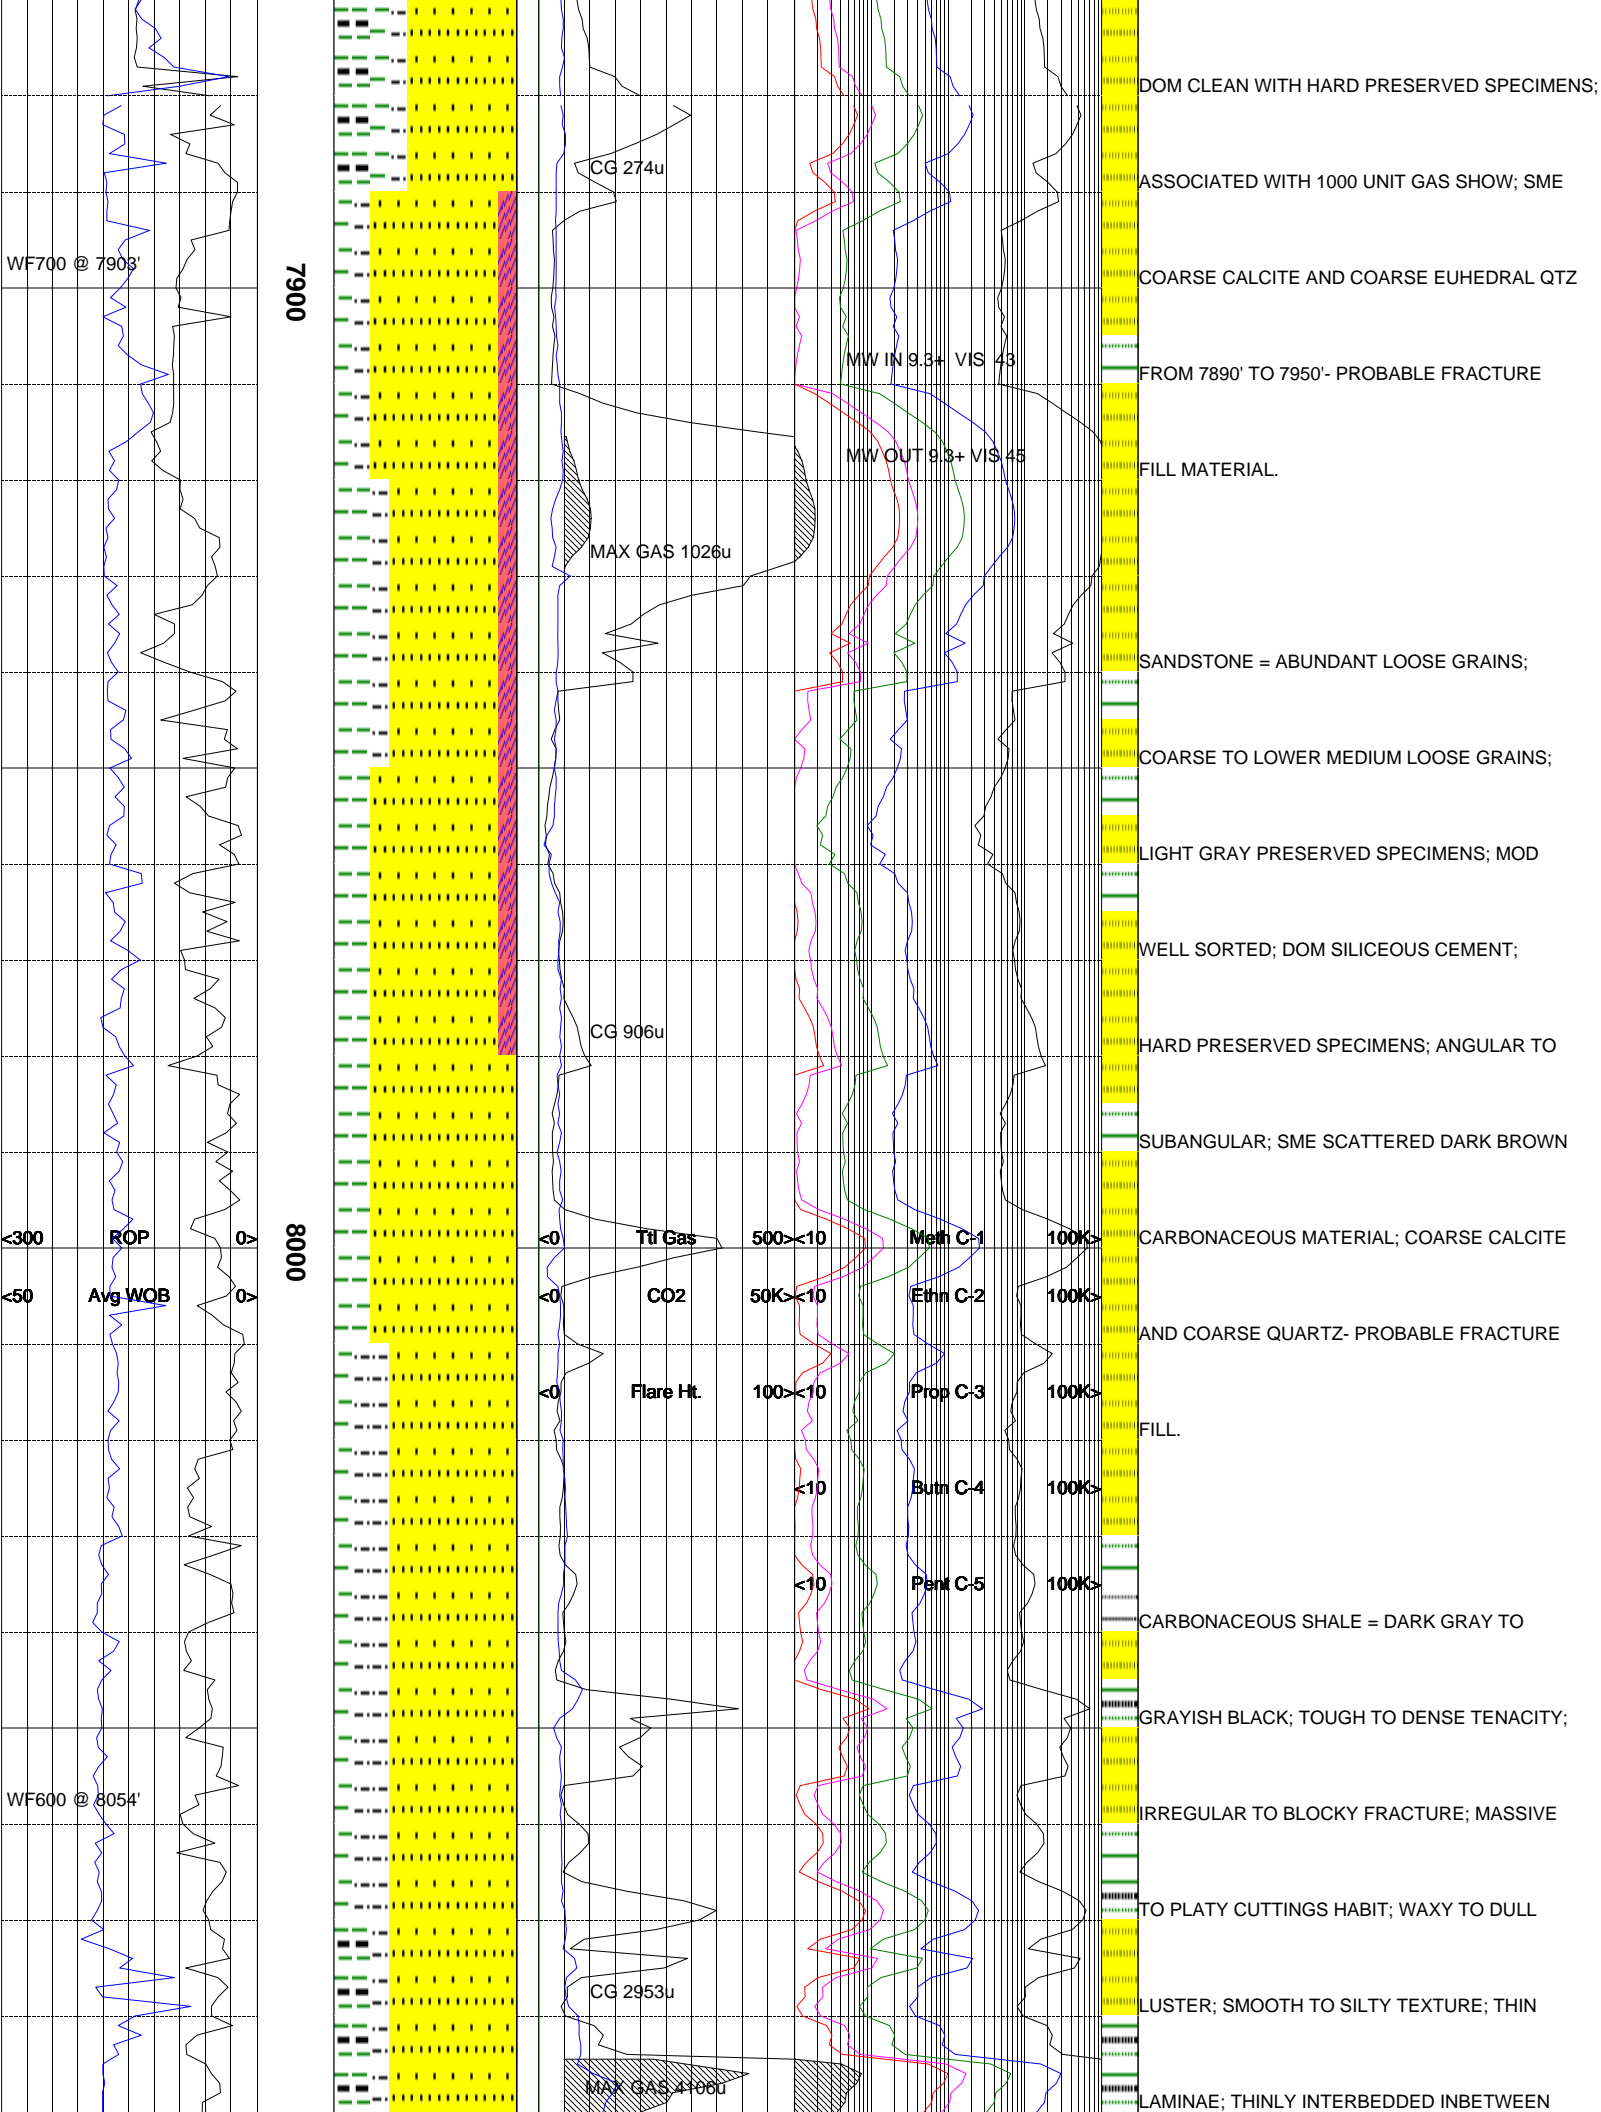 DOM CLEAN WITH HARD PRESERVED SPECIMENS;
CG 274u
ASSOCIATED WITH 1000 UNIT GAS SHOW; SME
WF700 @ 7903'
7900
COARSE CALCITE AND COARSE EUHEDRAL QTZ
MW IN 9.3+ VIS 43
FROM 7890' TO 7950'- PROBABLE FRACTURE
MW OUT 9.3+ VIS 45
FILL MATERIAL.
MAX GAS 1026u
SANDSTONE = ABUNDANT LOOSE GRAINS;
COARSE TO LOWER MEDIUM LOOSE GRAINS;
LIGHT GRAY PRESERVED SPECIMENS; MOD
WELL SORTED; DOM SILICEOUS CEMENT;
CG 906u
HARD PRESERVED SPECIMENS; ANGULAR TO
SUBANGULAR; SME SCATTERED DARK BROWN
<300 ROP 0>
8000
<0 Ttl Gas 500>
<10 Meth C-1 100K>
CARBONACEOUS MATERIAL; COARSE CALCITE
<50 Avg WOB 0>
<0 CO2 50K>
<10 Ethn C-2 100K>
AND COARSE QUARTZ- PROBABLE FRACTURE
<0 Flare Ht. 100>
<10 Prop C-3 100K>
FILL.
<10 Butn C-4 100K>
<10 Pent C-5 100K>
CARBONACEOUS SHALE = DARK GRAY TO
GRAYISH BLACK; TOUGH TO DENSE TENACITY;
WF600 @ 8054'
IRREGULAR TO BLOCKY FRACTURE; MASSIVE
TO PLATY CUTTINGS HABIT; WAXY TO DULL
CG 2953u
LUSTER; SMOOTH TO SILTY TEXTURE; THIN
MAX GAS 4106u
LAMINAE; THINLY INTERBEDDED INBETWEEN